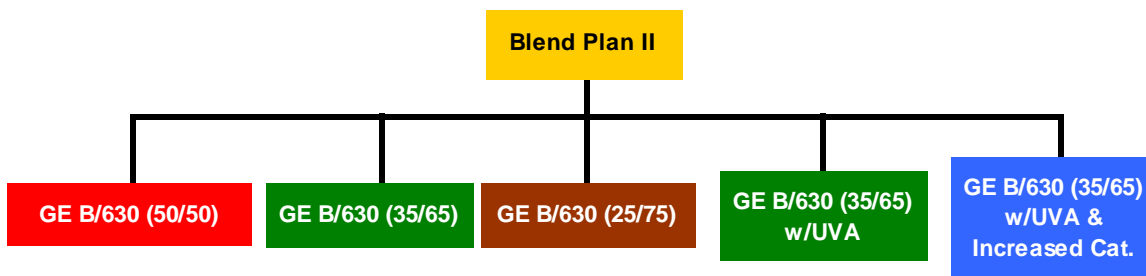 Blend Plan II
GE B/630 (50/50)
GE B/630 (35/65)
GE B/630 (25/75)
GE B/630 (35/65)
w/UVA
GE B/630 (35/65)
w/UVA &
Increased Cat.